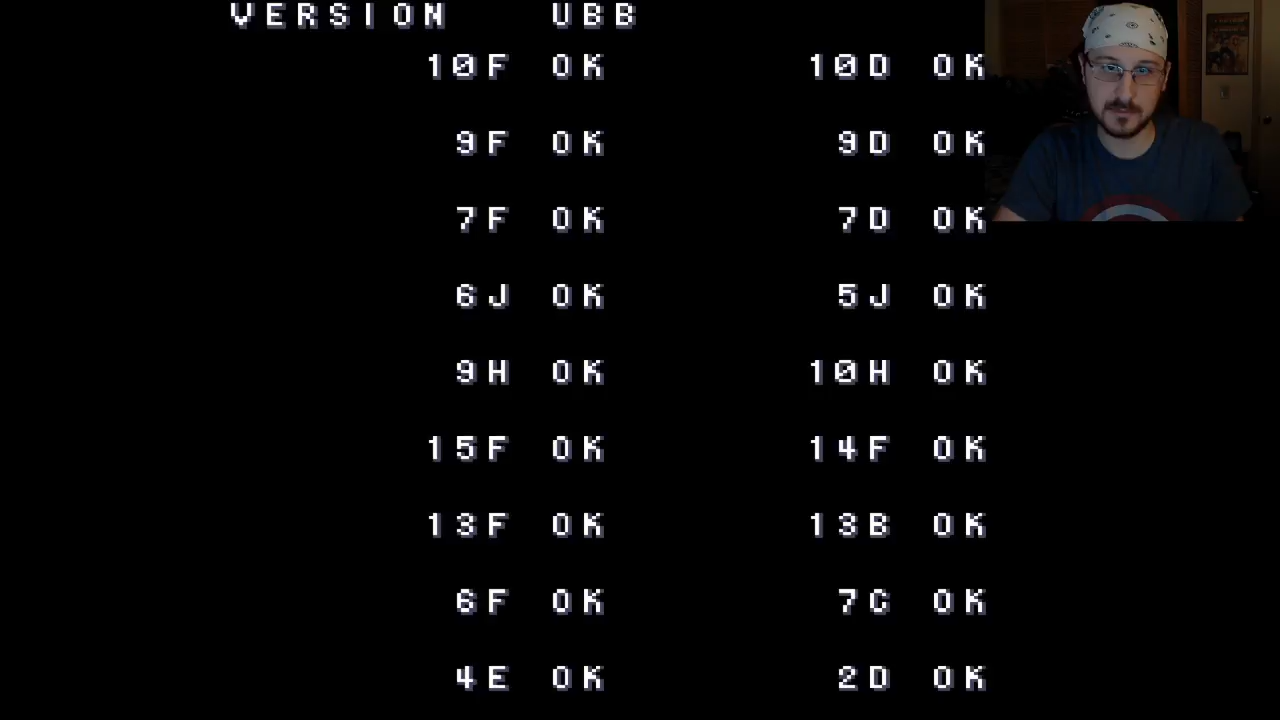 VERSION UBB
10F OK 10D OK
9F OK 9D OK
7F OK 7D OK
6J OK 5J OK
9H OK 10H OK
15F OK 14F OK
13F OK 13B OK
6F OK 7C OK
4E OK 2D OK